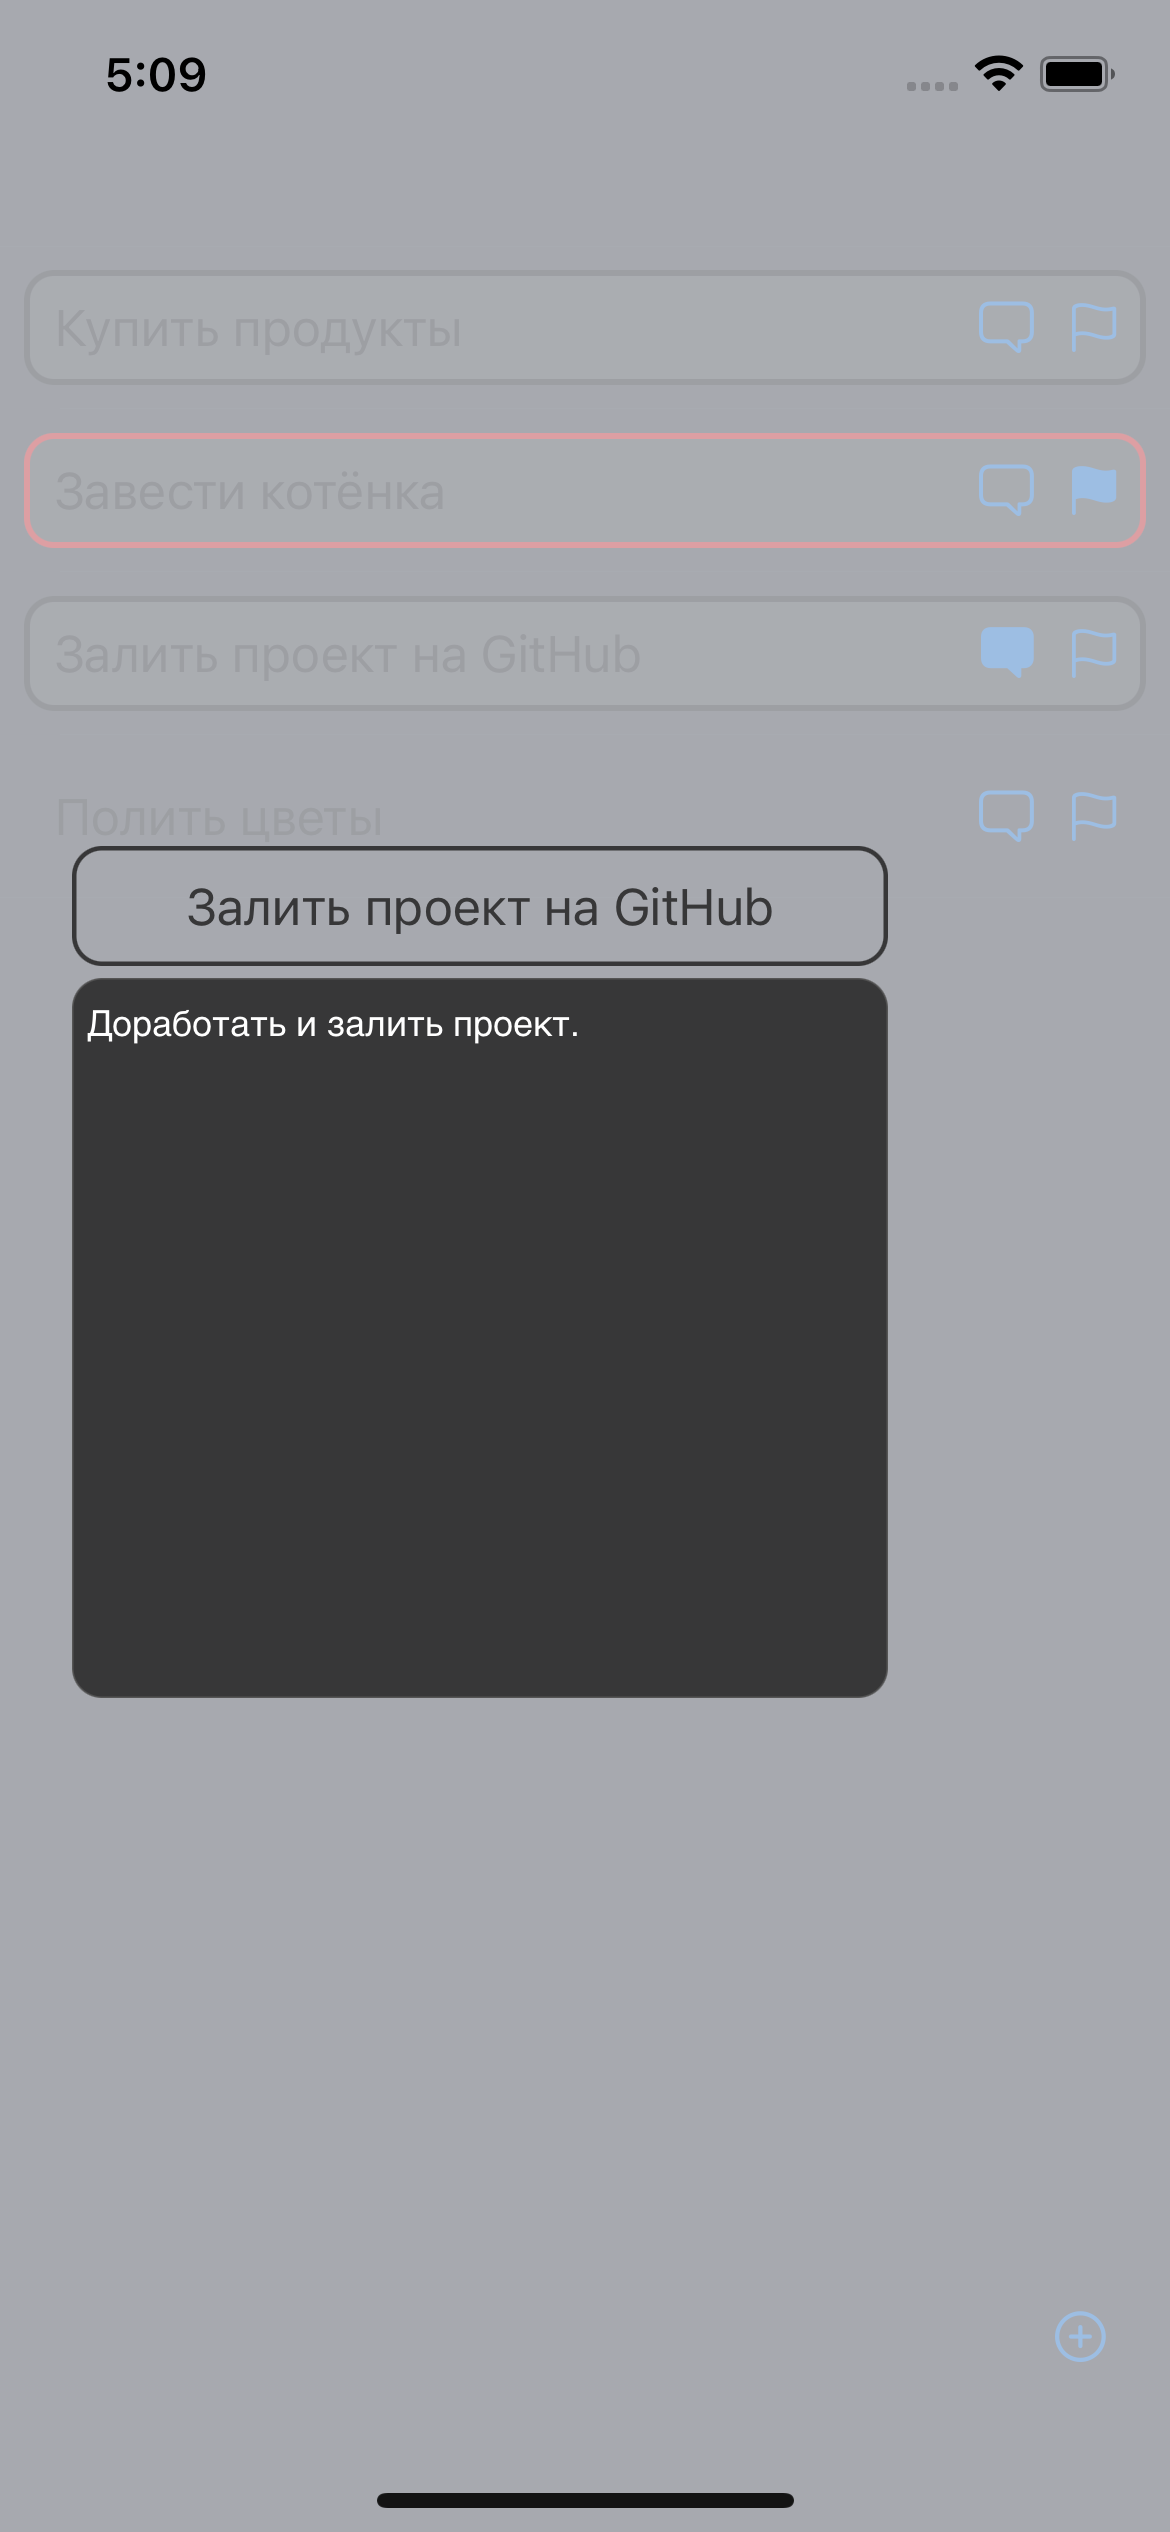 5:09
Купить продукты
Завести котёнка
Залить проект на GitHub
Полить цветы
Залить проект на GitHub
Доработать и залить проект.